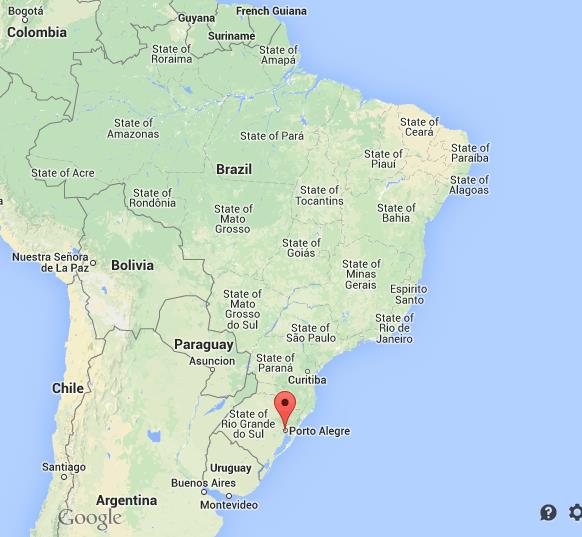 Bogotá
Colombia
Guyana
French Guiana
Suriname
State of
Roraima
State of
Amapá
State of
Amazonas
State of Pará
State of
Ceará
State of
Piauí
State of
Paraíba
State of Acre
Brazil
State of
Rondônia
State of
Tocantins
State of
Alagoas
State of
Mato
Grosso
State of
Bahia
Nuestra Señora
de La Paz
Bolivia
State of
Goiás
State of
Minas
Gerais
Espirito
Santo
State of
Mato
Grosso
do Sul
State of
São Paulo
State of
Rio de
Janeiro
Paraguay
Asuncion
State of
Paraná
Curitiba
Chile
State of
Rio Grande
do Sul
Porto Alegre
Santiago
Uruguay
Buenos Aires
Montevideo
Argentina
Google